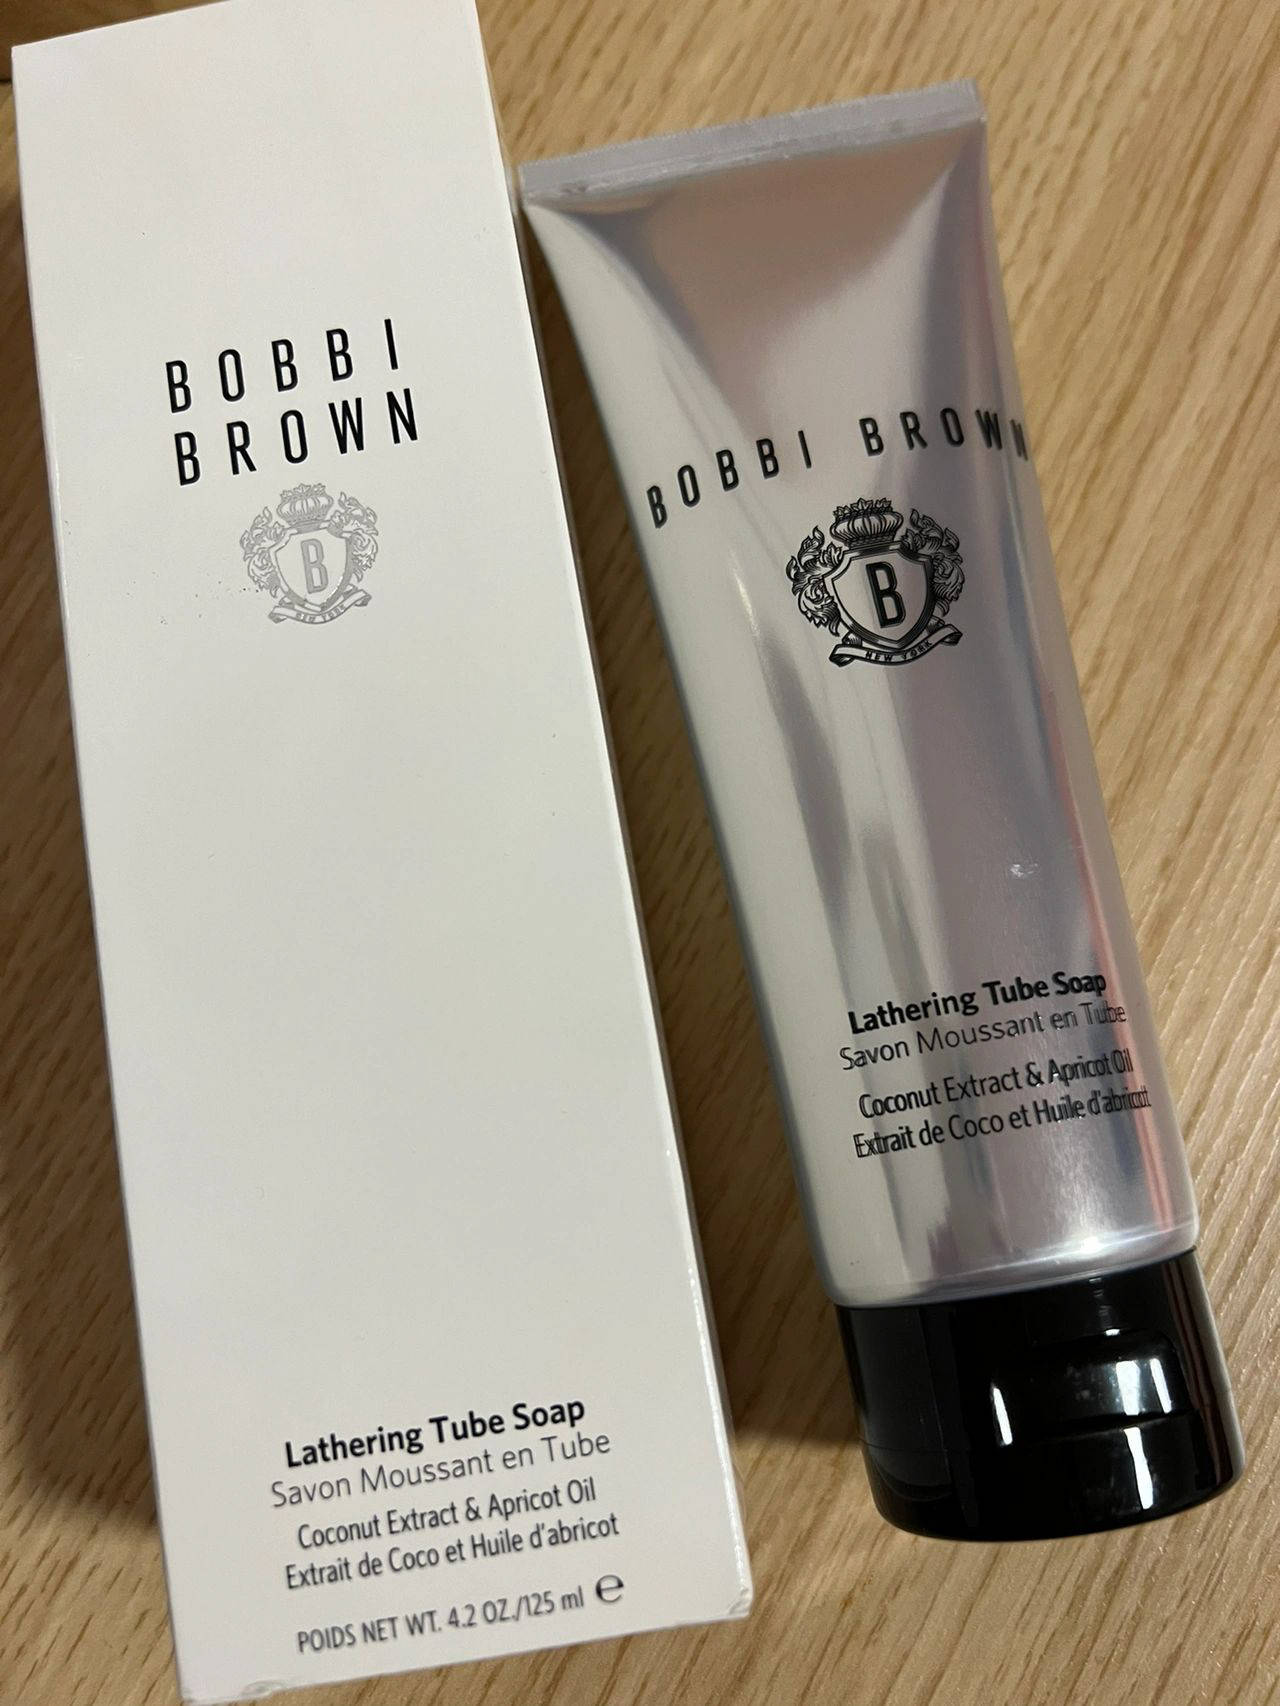 BOBBI
BROWN
B
NEW YORK
Lathering Tube Soap
Savon Moussant en Tube
Coconut Extract & Apricot Oil
Extrait de Coco et Huile d'abricot
POIDS NET WT. 4.2 OZ./125 ml ℮
BOBBI BROWN
B
NEW YORK
Lathering Tube Soap
Savon Moussant en Tube
Coconut Extract & Apricot Oil
Extrait de Coco et Huile d'abricot